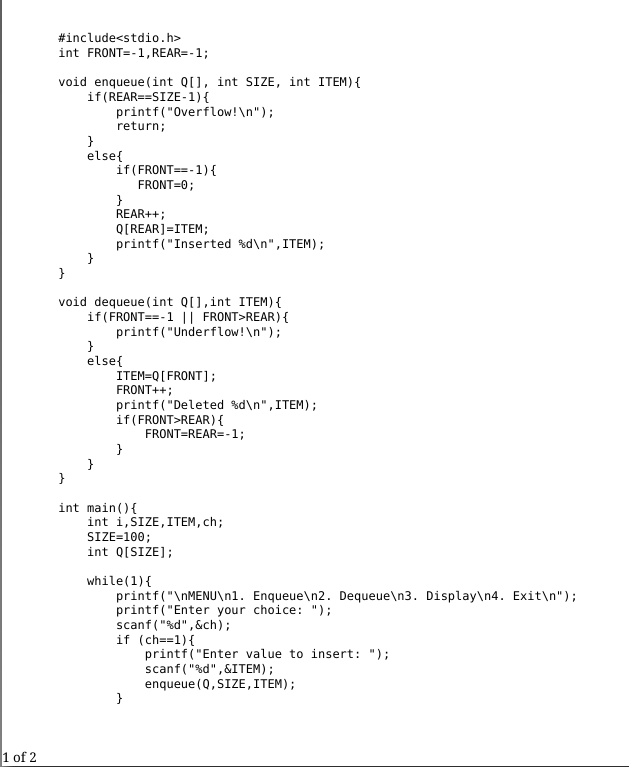 #include<stdio.h>
int FRONT=-1,REAR=-1;

void enqueue(int Q[], int SIZE, int ITEM){
    if(REAR==SIZE-1){
        printf("Overflow!\n");
        return;
    }
    else{
        if(FRONT==-1){
           FRONT=0;
        }
        REAR++;
        Q[REAR]=ITEM;
        printf("Inserted %d\n",ITEM);
    }
}

void dequeue(int Q[],int ITEM){
    if(FRONT==-1 || FRONT>REAR){
        printf("Underflow!\n");
    }
    else{
        ITEM=Q[FRONT];
        FRONT++;
        printf("Deleted %d\n",ITEM);
        if(FRONT>REAR){
            FRONT=REAR=-1;
        }
    }
}

int main(){
    int i,SIZE,ITEM,ch;
    SIZE=100;
    int Q[SIZE];

    while(1){
        printf("\nMENU\n1. Enqueue\n2. Dequeue\n3. Display\n4. Exit\n");
        printf("Enter your choice: ");
        scanf("%d",&ch);
        if (ch==1){
            printf("Enter value to insert: ");
            scanf("%d",&ITEM);
            enqueue(Q,SIZE,ITEM);
        }
1 of 2